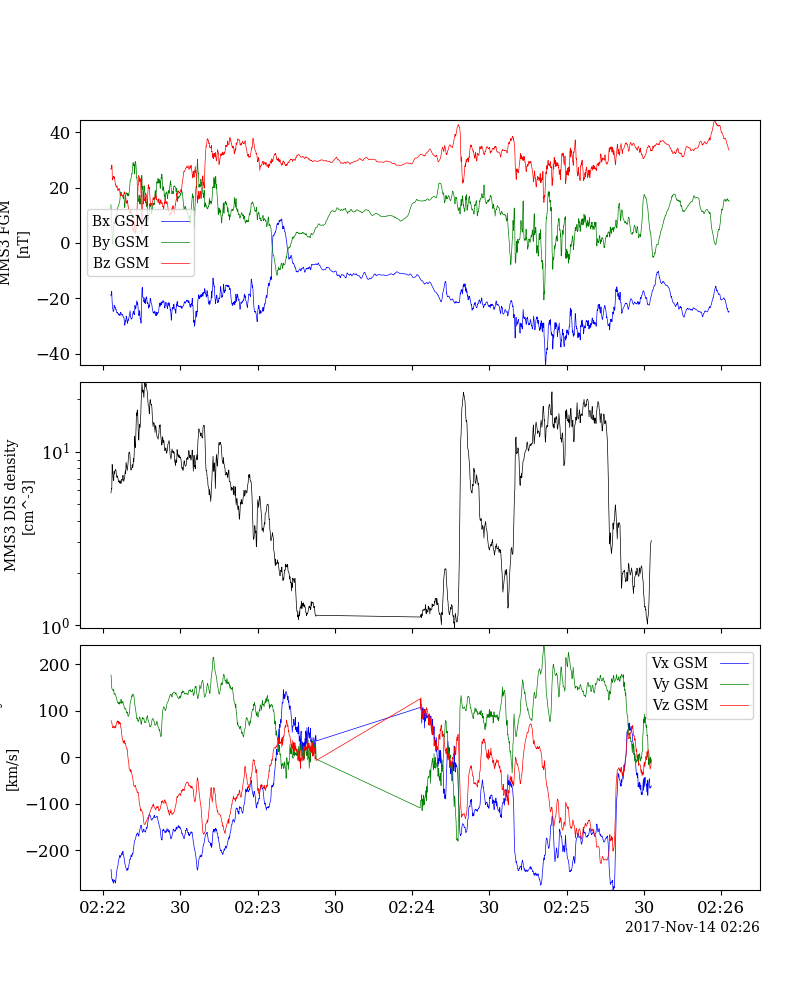 40
20
0
−20
−40
MMS3 FGM
[nT]
Bx GSM
By GSM
Bz GSM
10^1
10^0
MMS3 DIS density
[cm^-3]
200
100
0
−100
−200
[km/s]
Vx GSM
Vy GSM
Vz GSM
02:22 30 02:23 30 02:24 30 02:25 30 02:26
2017-Nov-14 02:26